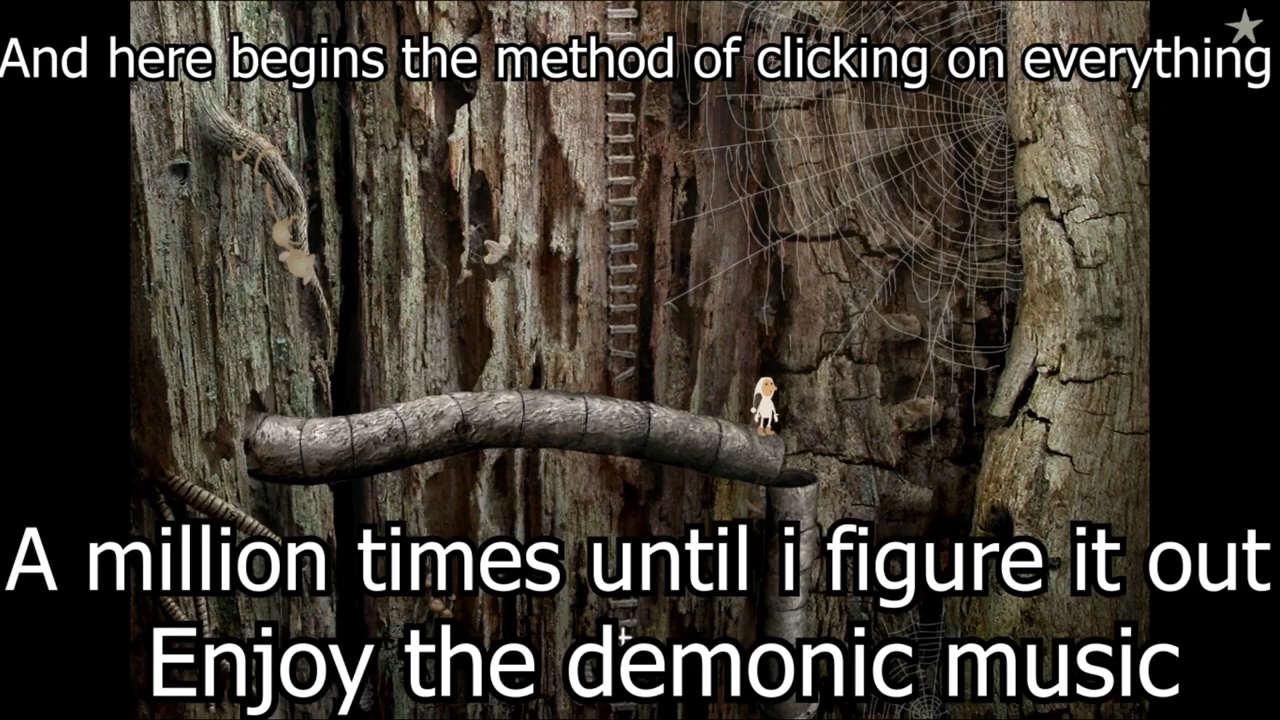 And here begins the method of clicking on everything
A million times until i figure it out
Enjoy the demonic music